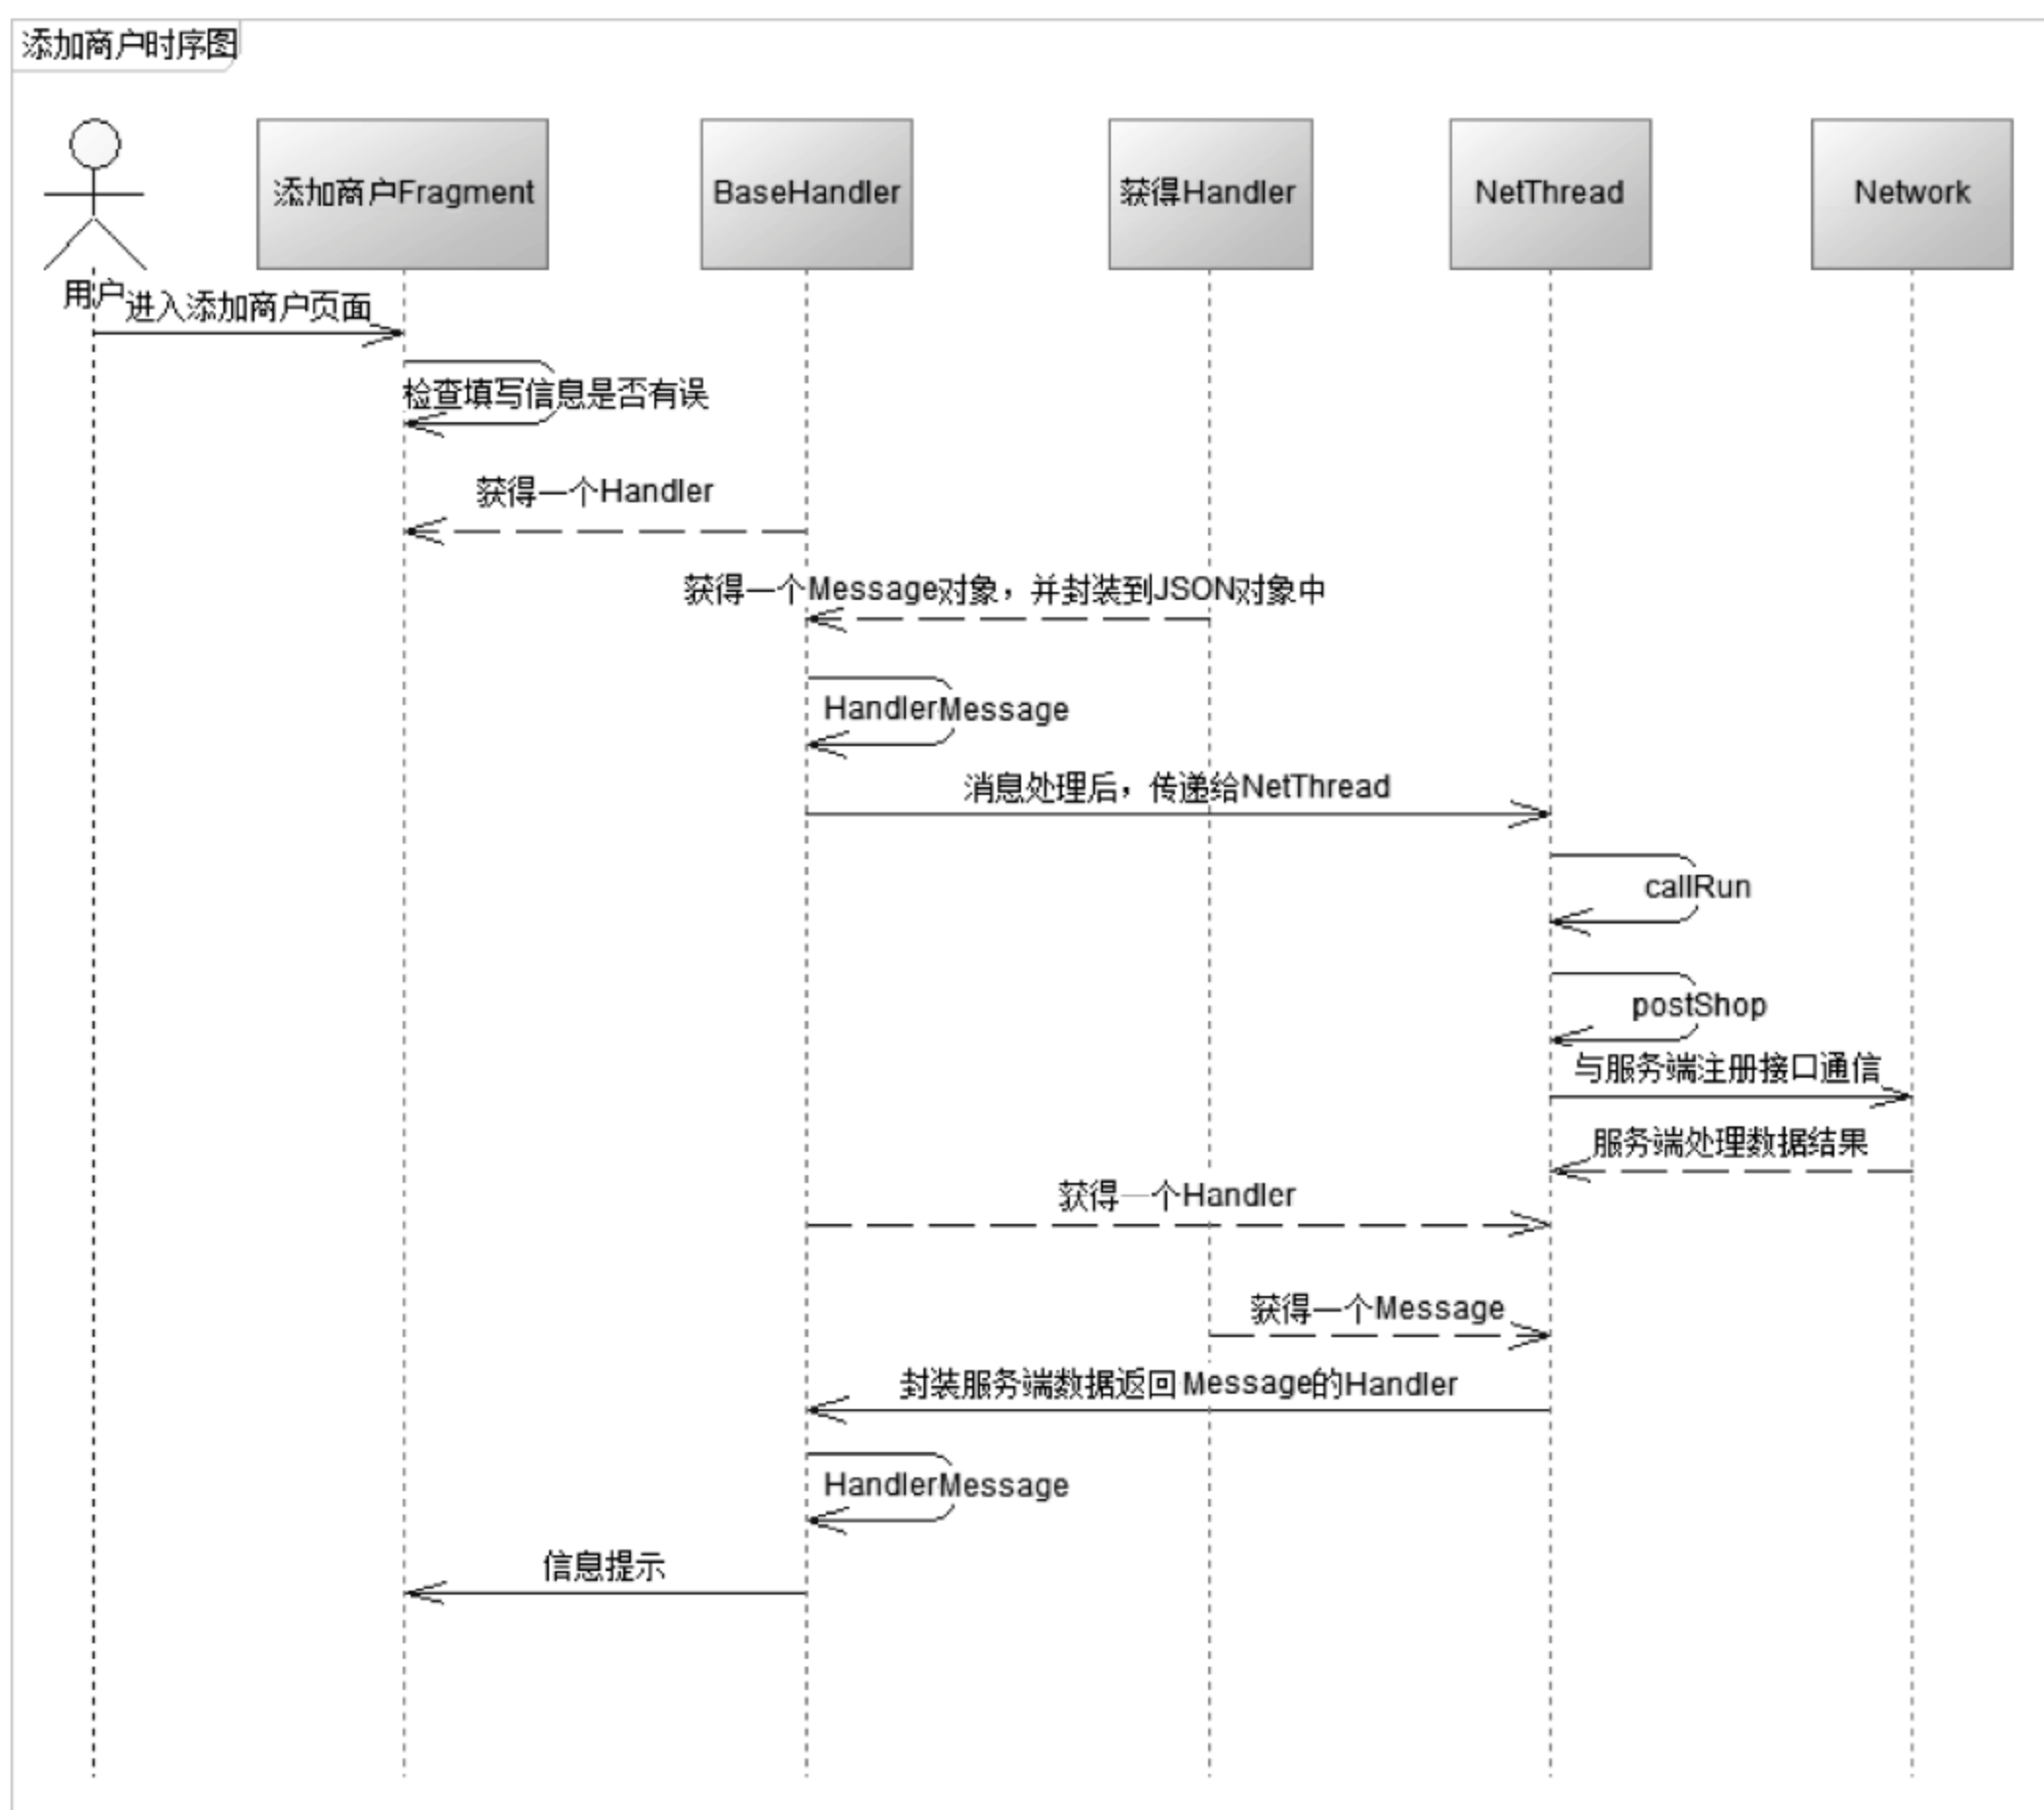 添加商户时序图
添加商户Fragment
BaseHandler
获得Handler
NetThread
Network
用户
进入添加商户页面
检查填写信息是否有误
获得一个Handler
获得一个Message对象，并封装到JSON对象中
HandlerMessage
消息处理后，传递给NetThread
callRun
postShop
与服务端注册接口通信
服务端处理数据结果
获得一个Handler
获得一个Message
封装服务端数据返回Message的Handler
HandlerMessage
信息提示